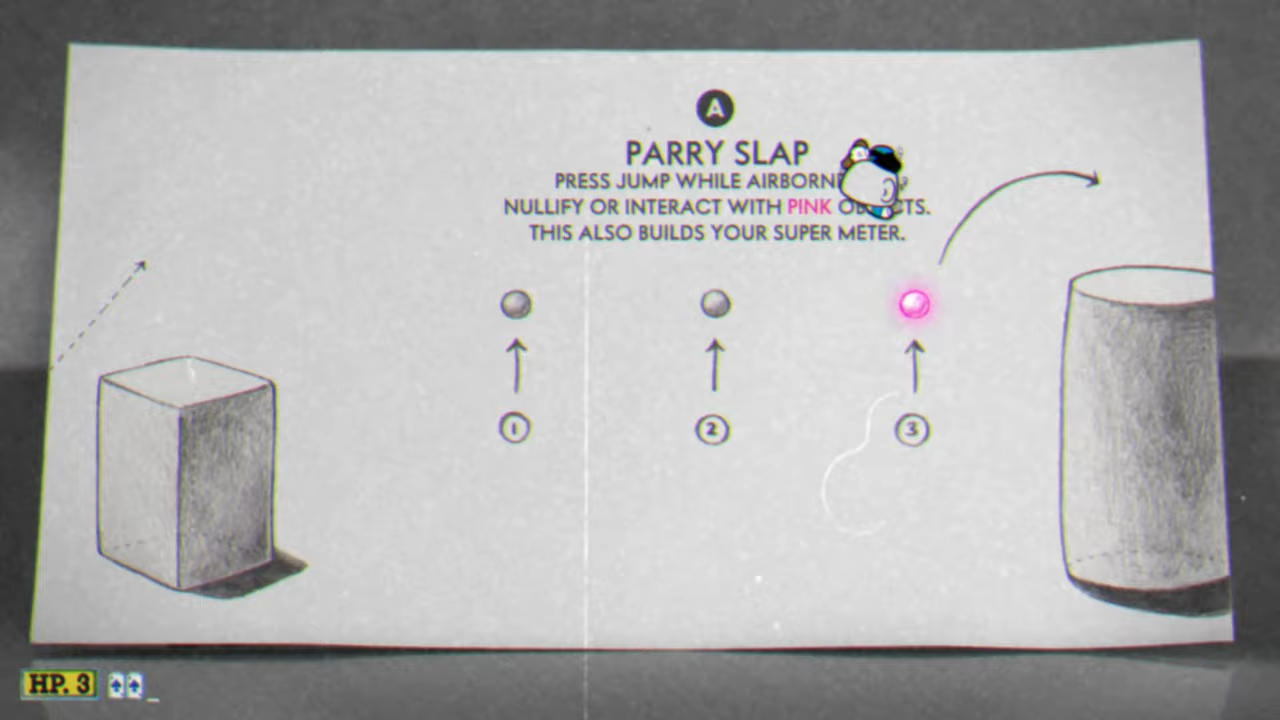 A
PARRY SLAP
PRESS JUMP WHILE AIRBORNE
NULLIFY OR INTERACT WITH PINK OBJECTS.
THIS ALSO BUILDS YOUR SUPER METER.
1 2 3
HP. 3